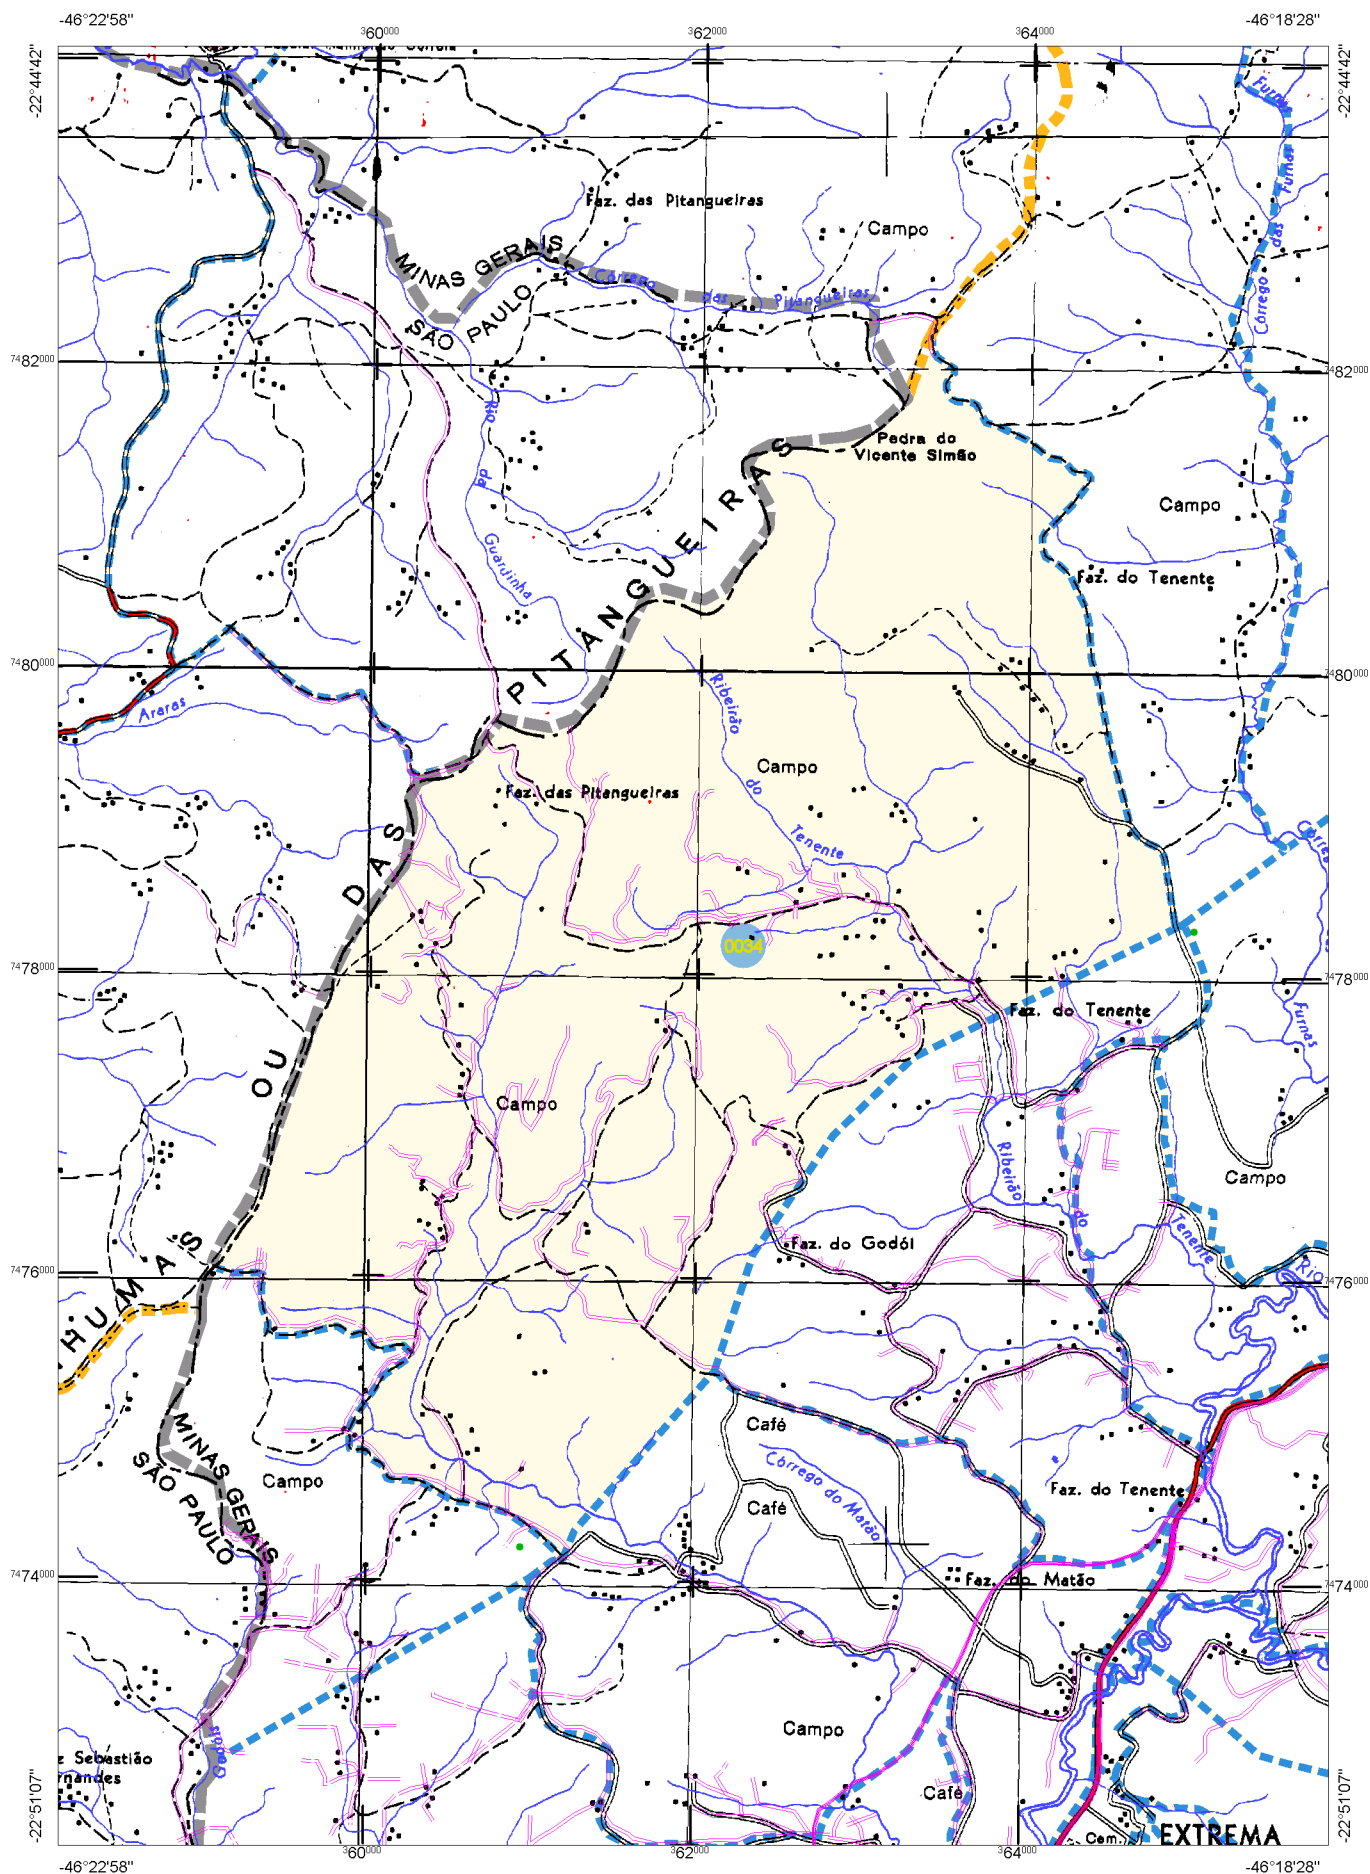 -46°22'58"
-46°18'28"
³60⁰⁰⁰
³62⁰⁰⁰
³64⁰⁰⁰
-22°44'42"
-22°44'42"
Furnas
das
Furnas
Córrego
Faz. das Pitangueiras
Campo
MINAS GERAIS
SÃO PAULO
Córrego das Pitangueiras
⁷482⁰⁰⁰
⁷482⁰⁰⁰
Rio
da
Guardinha
Pedra do
Vicente Simão
Campo
PITANGUEIRAS
Faz. do Tenente
⁷480⁰⁰⁰
⁷480⁰⁰⁰
Araras
Ribeirão
do
Tenente
Campo
Faz. das Pitangueiras
DAS
OU
0034
⁷478⁰⁰⁰
⁷478⁰⁰⁰
Faz. do Tenente
Furnas
Campo
Ribeirão
do
Tenente
Campo
Faz. do Godói
⁷476⁰⁰⁰
⁷476⁰⁰⁰
RIO
HUMAS
MINAS GERAIS
SÃO PAULO
Campo
Café
Córrego do Matão
Café
Faz. do Tenente
⁷474⁰⁰⁰
⁷474⁰⁰⁰
Faz. do Matão
Campo
Café
Sebastião
rnandes
Cem.
EXTREMA
-22°51'07"
-22°51'07"
³60⁰⁰⁰
³62⁰⁰⁰
³64⁰⁰⁰
-46°22'58"
-46°18'28"